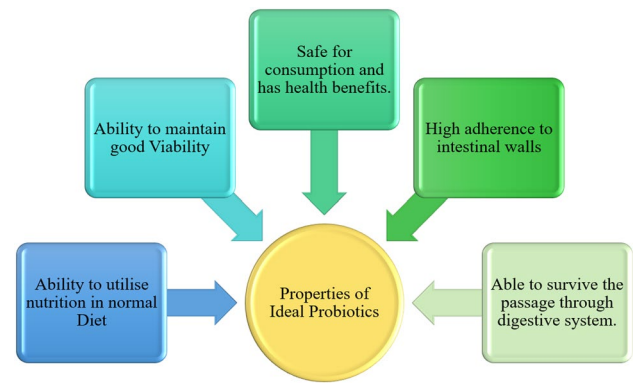 Safe for
consumption and
has health benefits.
Ability to maintain
good Viability
High adherence to
intestinal walls
Ability to utilise
nutrition in normal
Diet
Properties of
Ideal Probiotics
Able to survive the
passage through
digestive system.